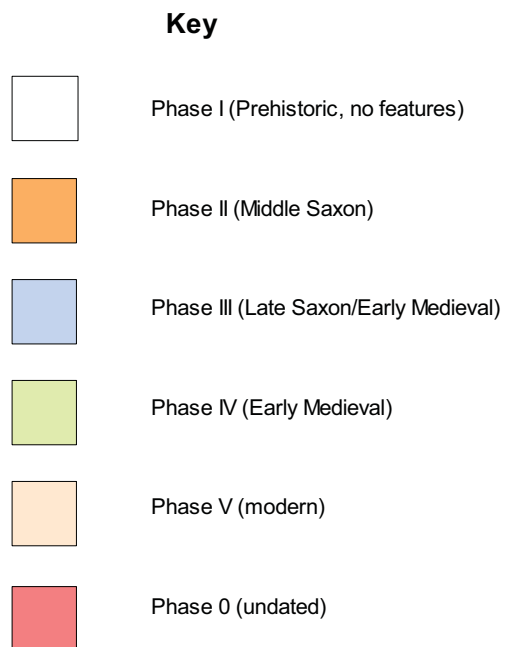 Key
Phase I (Prehistoric, no features)
Phase II (Middle Saxon)
Phase III (Late Saxon/Early Medieval)
Phase IV (Early Medieval)
Phase V (modern)
Phase 0 (undated)